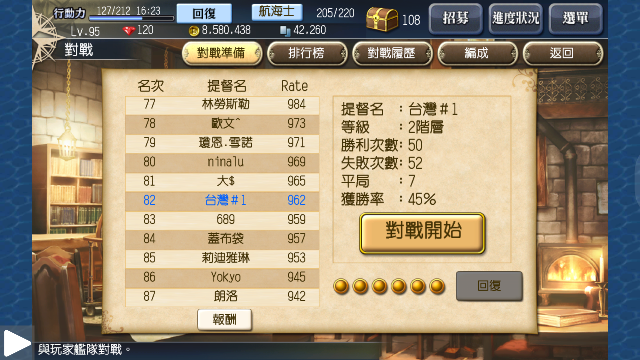 行動力 127/212 16:23 回復 航海士 205/220 108 招募 進度狀況 選單
Lv.95 120 8,580.438 42.260
對戰 對戰準備 排行榜 對戰履歷 編成 返回
名次 提督名 Rate
77 林勞斯勒 984
78 歐文^ 973
79 瓊恩.雪諾 971
80 ninalu 969
81 大$ 965
82 台灣#1 962
83 689 959
84 蓋布袋 957
85 莉迪雅琳 953
86 Yokyo 945
87 朗洛 942
報酬
提督名 : 台灣#1
等級 : 2階層
勝利次數: 50
失敗次數: 52
平局 : 7
獲勝率 : 45%
對戰開始
回復
與玩家艦隊對戰。